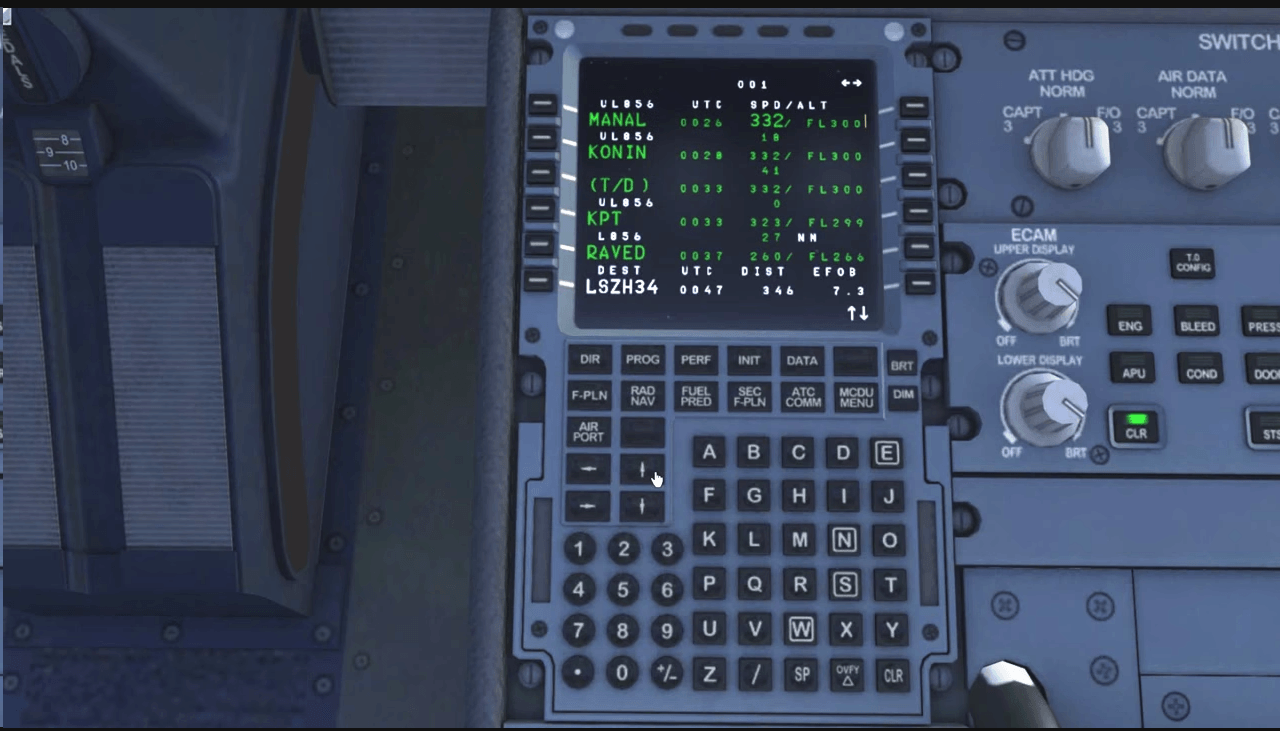 001 ←→
UL856 UTC SPD/ALT
MANAL 0026 332/ FL300
UL856 18
KONIN 0028 332/ FL300
41
(T/D) 0033 332/ FL300
UL856 0
KPT 0033 323/ FL299
L856 27 NM
RAVED 0037 260/ FL266
DEST UTC DIST EFOB
LSZH34 0047 346 7.3
↑↓
DIR PROG PERF INIT DATA BRT
F-PLN RAD NAV FUEL PRED SEC F-PLN ATC COMM MCDU MENU DIM
AIR PORT
A B C D E
F G H I J
K L M N O
P Q R S T
U V W X Y
Z / SP OVFY △ CLR
1 2 3
4 5 6
7 8 9
. 0 +/-
8
9
10
SWITCH
ATT HDG
NORM
CAPT 3 F/O 3
AIR DATA
NORM
CAPT 3 F/O 3
ECAM
UPPER DISPLAY
OFF BRT
LOWER DISPLAY
OFF BRT
T.O CONFIG
ENG BLEED PRESS
APU COND DOOR
CLR STS